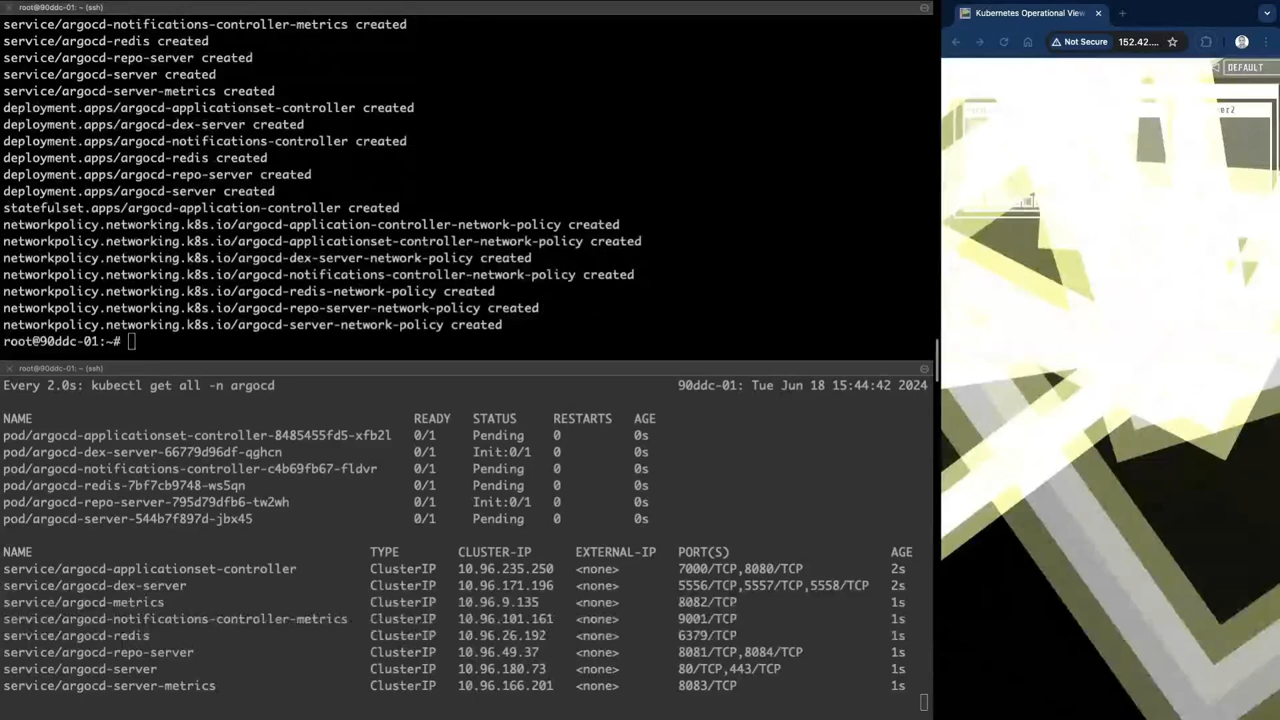 root@90ddc-01: ~ (ssh)
service/argocd-notifications-controller-metrics created
service/argocd-redis created
service/argocd-repo-server created
service/argocd-server created
service/argocd-server-metrics created
deployment.apps/argocd-applicationset-controller created
deployment.apps/argocd-dex-server created
deployment.apps/argocd-notifications-controller created
deployment.apps/argocd-redis created
deployment.apps/argocd-repo-server created
deployment.apps/argocd-server created
statefulset.apps/argocd-application-controller created
networkpolicy.networking.k8s.io/argocd-application-controller-network-policy created
networkpolicy.networking.k8s.io/argocd-applicationset-controller-network-policy created
networkpolicy.networking.k8s.io/argocd-dex-server-network-policy created
networkpolicy.networking.k8s.io/argocd-notifications-controller-network-policy created
networkpolicy.networking.k8s.io/argocd-redis-network-policy created
networkpolicy.networking.k8s.io/argocd-repo-server-network-policy created
networkpolicy.networking.k8s.io/argocd-server-network-policy created
root@90ddc-01:~#
root@90ddc-01: ~ (ssh)
Every 2.0s: kubectl get all -n argocd 90ddc-01: Tue Jun 18 15:44:42 2024
NAME READY STATUS RESTARTS AGE
pod/argocd-applicationset-controller-8485455fd5-xfb2l 0/1 Pending 0 0s
pod/argocd-dex-server-66779d96df-qghcn 0/1 Init:0/1 0 0s
pod/argocd-notifications-controller-c4b69fb67-fldvr 0/1 Pending 0 0s
pod/argocd-redis-7bf7cb9748-ws5qn 0/1 Pending 0 0s
pod/argocd-repo-server-795d79dfb6-tw2wh 0/1 Init:0/1 0 0s
pod/argocd-server-544b7f897d-jbx45 0/1 Pending 0 0s
NAME TYPE CLUSTER-IP EXTERNAL-IP PORT(S) AGE
service/argocd-applicationset-controller ClusterIP 10.96.235.250 <none> 7000/TCP,8080/TCP 2s
service/argocd-dex-server ClusterIP 10.96.171.196 <none> 5556/TCP,5557/TCP,5558/TCP 2s
service/argocd-metrics ClusterIP 10.96.9.135 <none> 8082/TCP 1s
service/argocd-notifications-controller-metrics ClusterIP 10.96.101.161 <none> 9001/TCP 1s
service/argocd-redis ClusterIP 10.96.26.192 <none> 6379/TCP 1s
service/argocd-repo-server ClusterIP 10.96.49.37 <none> 8081/TCP,8084/TCP 1s
service/argocd-server ClusterIP 10.96.180.73 <none> 80/TCP,443/TCP 1s
service/argocd-server-metrics ClusterIP 10.96.166.201 <none> 8083/TCP 1s
Kubernetes Operational View
Not Secure 152.42....
DEFAULT
er2